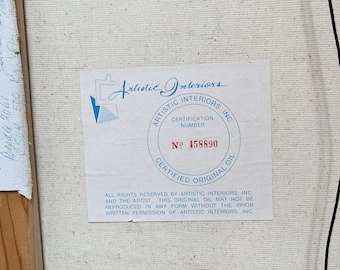 Artistic Interiors
ARTISTIC INTERIORS, INC.
CERTIFICATION
NUMBER
Nº 458890
CERTIFIED ORIGINAL OIL
ALL RIGHTS RESERVED BY ARTISTIC INTERIORS, INC.
AND THE ARTIST. THIS ORIGINAL OIL MAY NOT BE
REPRODUCED IN ANY FORM WITHOUT THE PRIOR
WRITTEN PERMISSION OF ARTISTIC INTERIORS, INC.